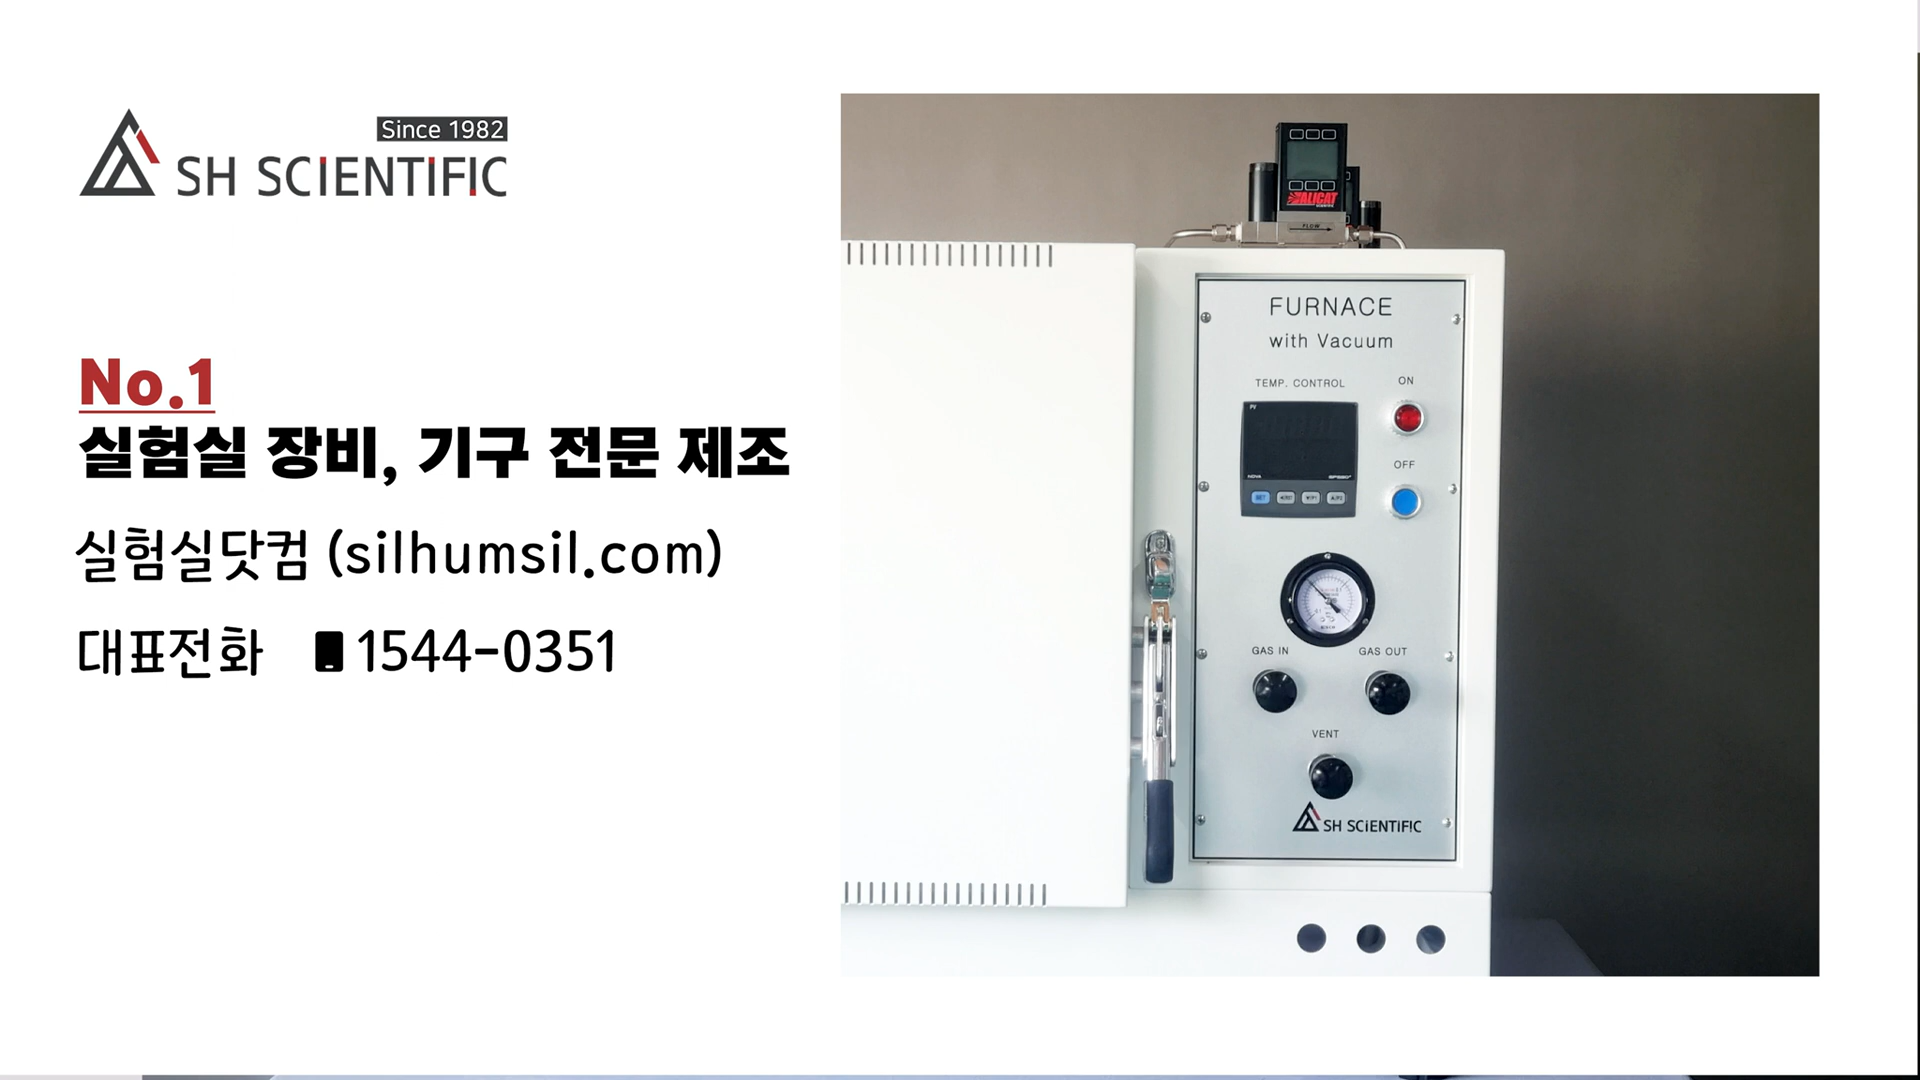 Since 1982
SH SCIENTIFIC
No.1
실험실 장비, 기구 전문 제조
실험실닷컴 (silhumsil.com)
대표전화 1544-0351
ALICAT
SCIENTIFIC
FLOW
FURNACE
with Vacuum
TEMP. CONTROL
ON
PV
NOVA
SET
OFF
GAS IN
GAS OUT
VENT
SH SCIENTIFIC